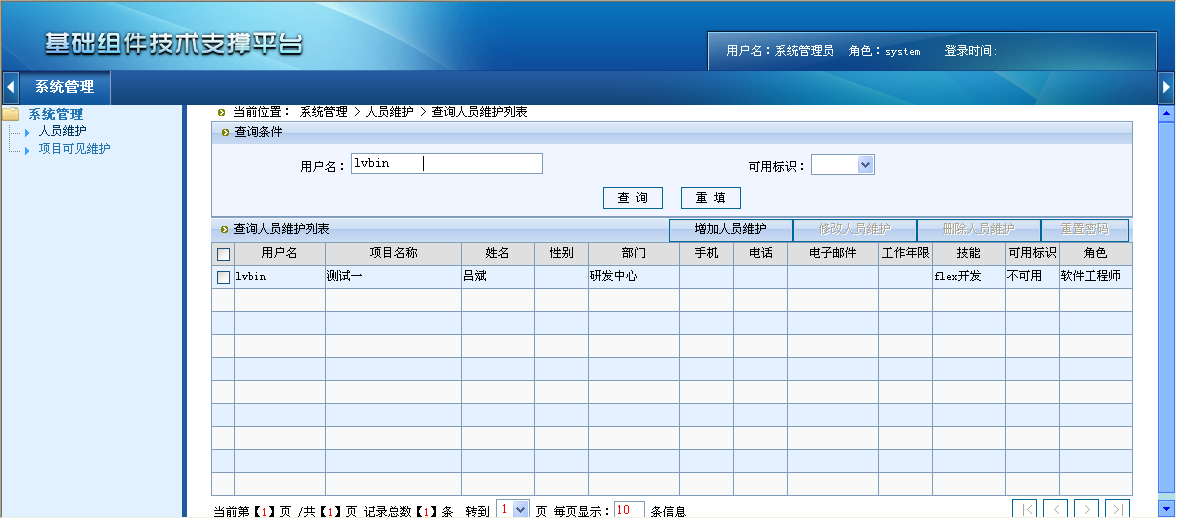 基础组件技术支撑平台
用户名：系统管理员 角色：system 登录时间:
系统管理
系统管理
人员维护
项目可见维护
当前位置： 系统管理 > 人员维护 > 查询人员维护列表
查询条件
用户名： lvbin 可用标识：
查 询 重 填
查询人员维护列表 增加人员维护 修改人员维护 删除人员维护 重置密码
用户名 项目名称 姓名 性别 部门 手机 电话 电子邮件 工作年限 技能 可用标识 角色
lvbin 测试一 吕斌 研发中心 flex开发 不可用 软件工程师
当前第【1】页 /共【1】页 记录总数【1】条 转到 1 页 每页显示：10 条信息